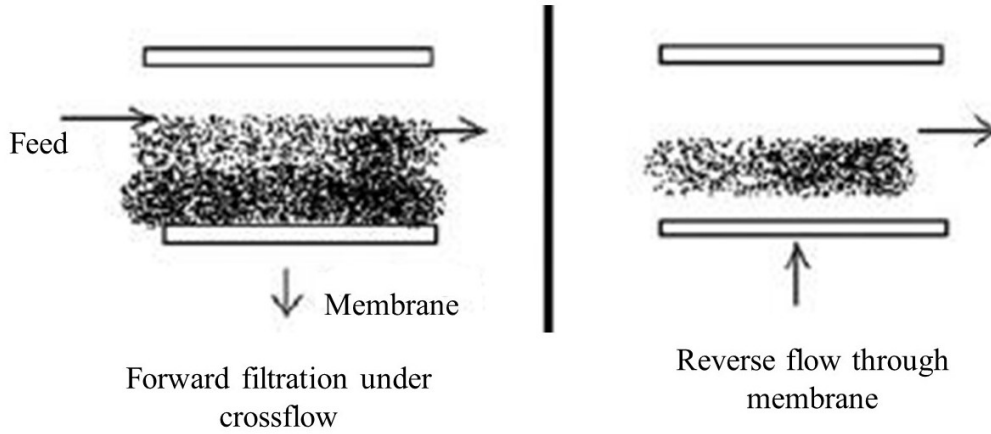 Feed
Membrane
Forward filtration under
crossflow
Reverse flow through
membrane